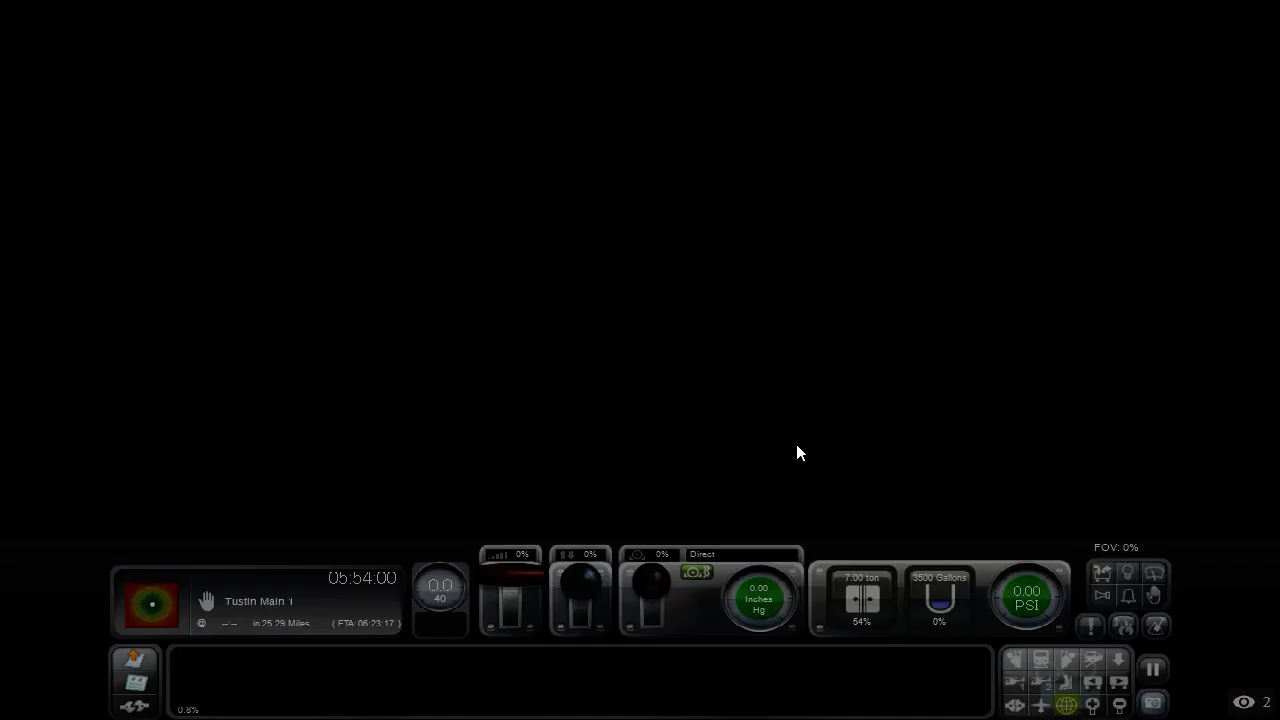 FOV: 0%
0%
0%
0%
Direct
05:54:00
Tustin Main 1
@ --:-- in 25.29 Miles ( ETA: 06:23:17 )
0.0
40
0.00
Inches
Hg
7.00 ton
54%
3500 Gallons
0%
0.00
PSI
0.8%
2